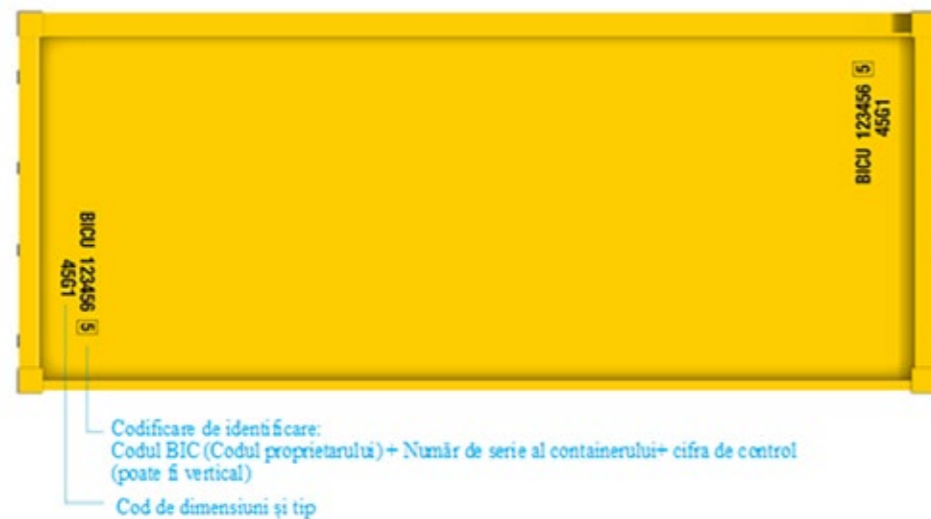 BICU 123456 5
45G1
BICU 123456 5
45G1
Codificare de identificare:
Codul BIC (Codul proprietarului) + Număr de serie al containerului+ cifra de control
(poate fi vertical)
Cod de dimensiuni și tip